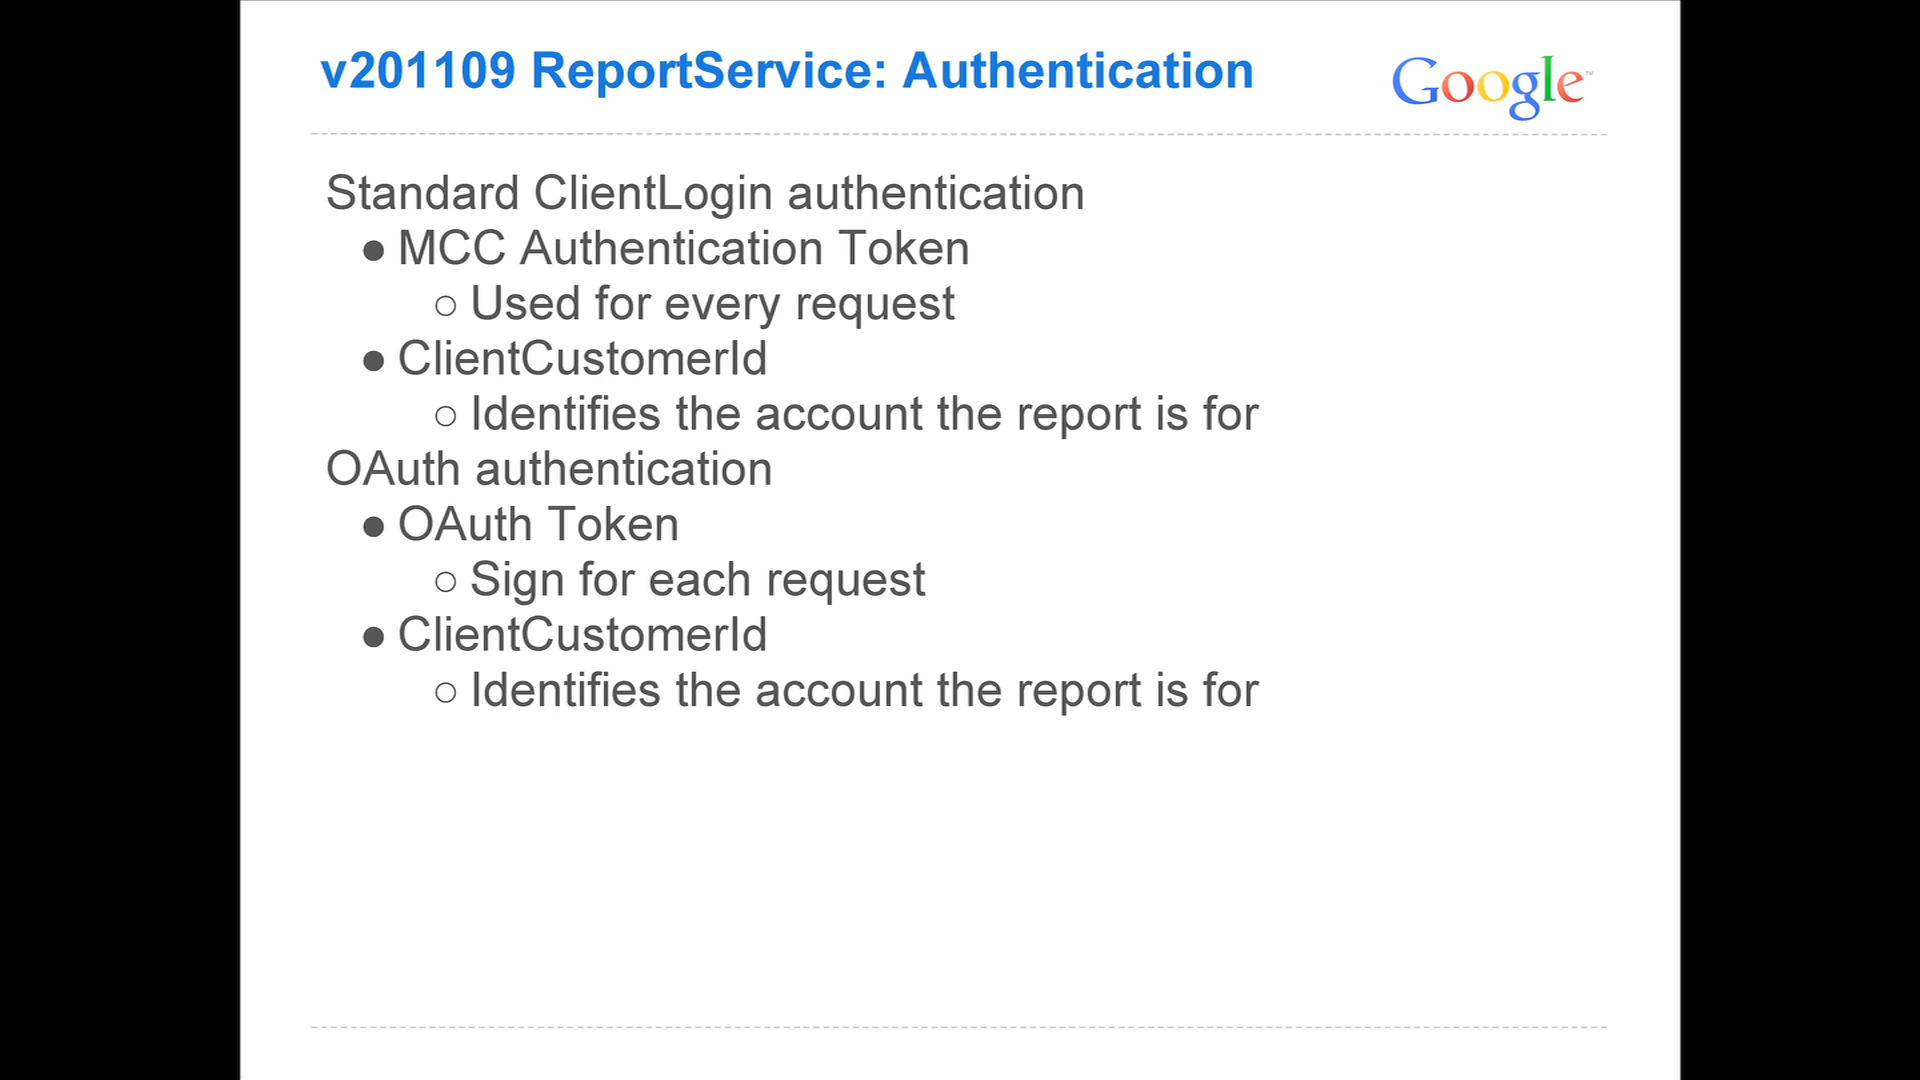 v201109 ReportService: Authentication
Google™
Standard ClientLogin authentication
● MCC Authentication Token
○ Used for every request
● ClientCustomerId
○ Identifies the account the report is for
OAuth authentication
● OAuth Token
○ Sign for each request
● ClientCustomerId
○ Identifies the account the report is for